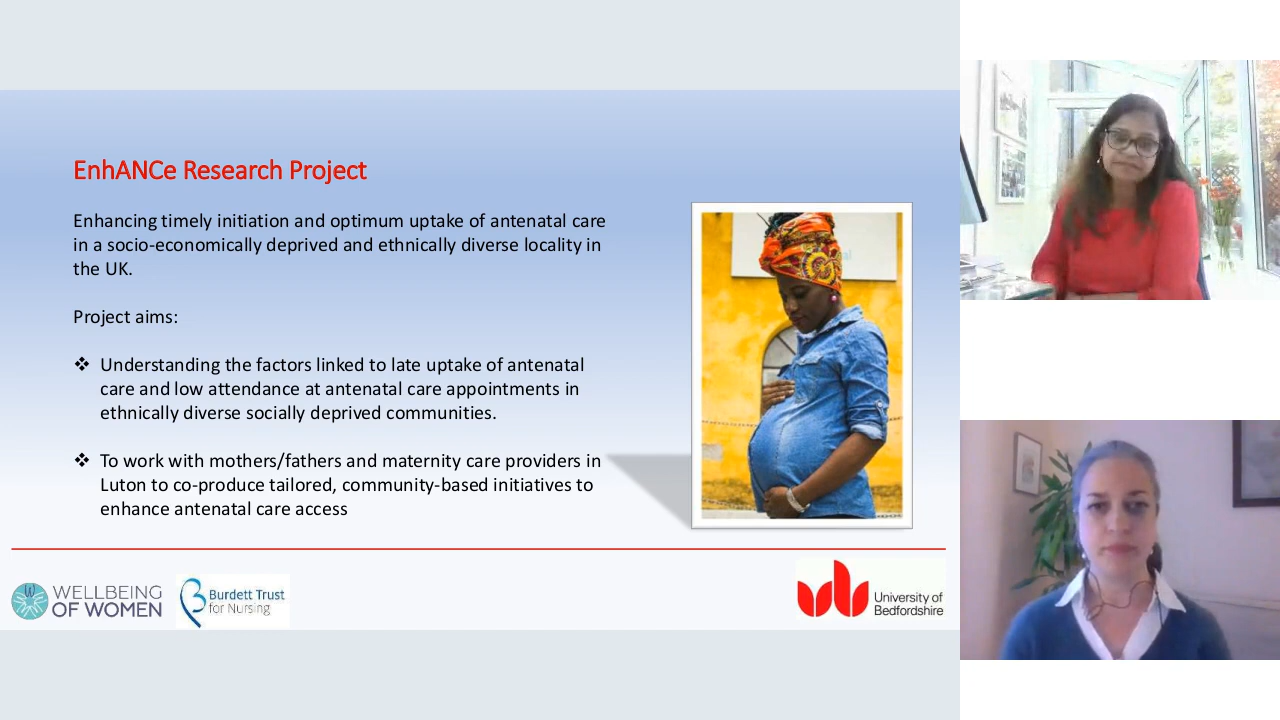 EnhANCe Research Project
Enhancing timely initiation and optimum uptake of antenatal care
in a socio-economically deprived and ethnically diverse locality in
the UK.
Project aims:
❖ Understanding the factors linked to late uptake of antenatal
care and low attendance at antenatal care appointments in
ethnically diverse socially deprived communities.
❖ To work with mothers/fathers and maternity care providers in
Luton to co-produce tailored, community-based initiatives to
enhance antenatal care access
WELLBEING
OF WOMEN
Burdett Trust
for Nursing
University of
Bedfordshire